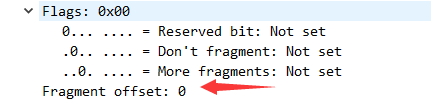 Flags: 0x00
0... .... = Reserved bit: Not set
.0.. .... = Don't fragment: Not set
..0. .... = More fragments: Not set
Fragment offset: 0